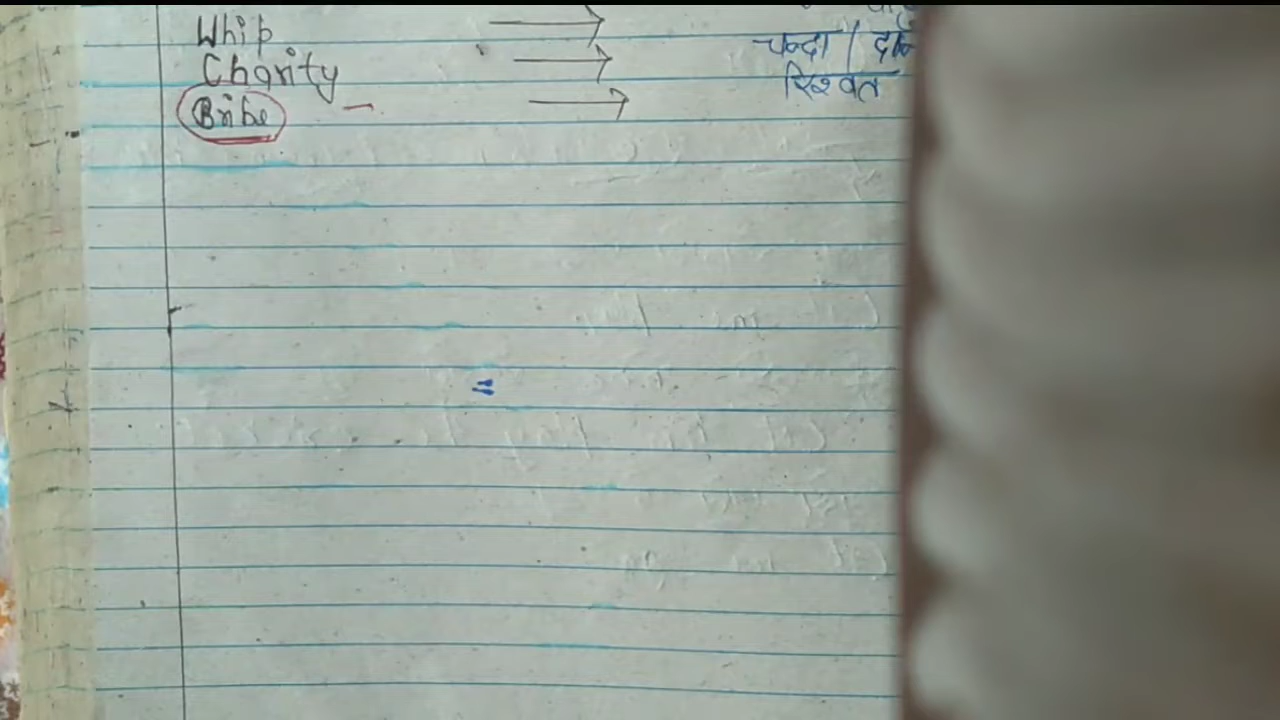 Whip →
Charity → चन्दा / दान
Bribe – → रिश्वत
=